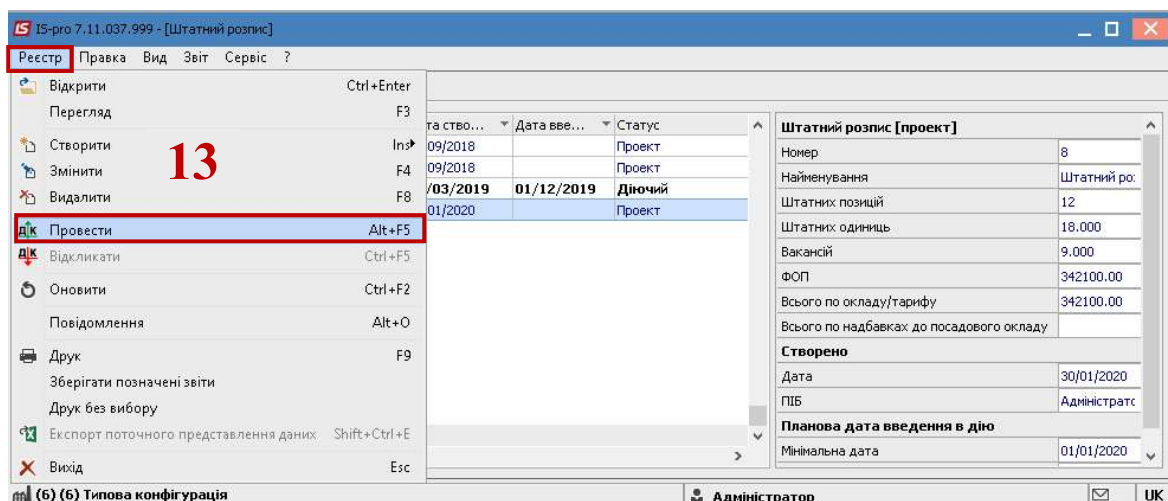 IS-pro 7.11.037.999 - [Штатний розпис]
Реєстр Правка Вид Звіт Сервіс ?
Відкрити Ctrl+Enter
Перегляд F3
Створити Ins
Змінити F4
Видалити F8
13
Провести Alt+F5
Відкликати Ctrl+F5
Оновити Ctrl+F2
Повідомлення Alt+O
Друк F9
Зберігати позначені звіти
Друк без вибору
Експорт поточного представлення даних Shift+Ctrl+E
Вихід Esc
та ство... Дата вве... Статус
09/2018 Проект
09/2018 Проект
/03/2019 01/12/2019 Діючий
01/2020 Проект
Штатний розпис [проект]
Номер 8
Найменування Штатний ро
Штатних позицій 12
Штатних одиниць 18.000
Вакансій 9.000
ФОП 342100.00
Всього по окладу/тарифу 342100.00
Всього по надбавках до посадового окладу
Створено
Дата 30/01/2020
ПІБ Адміністратс
Планова дата введення в дію
Мінімальна дата 01/01/2020
(6) (6) Типова конфігурація Адміністратор UK